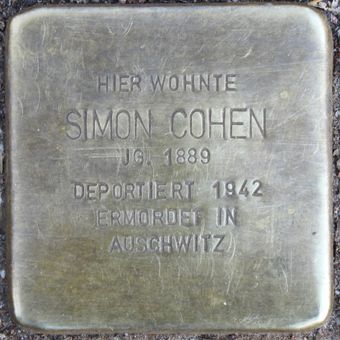 HIER WOHNTE
SIMON COHEN
JG. 1889
DEPORTIERT 1942
ERMORDET IN
AUSCHWITZ